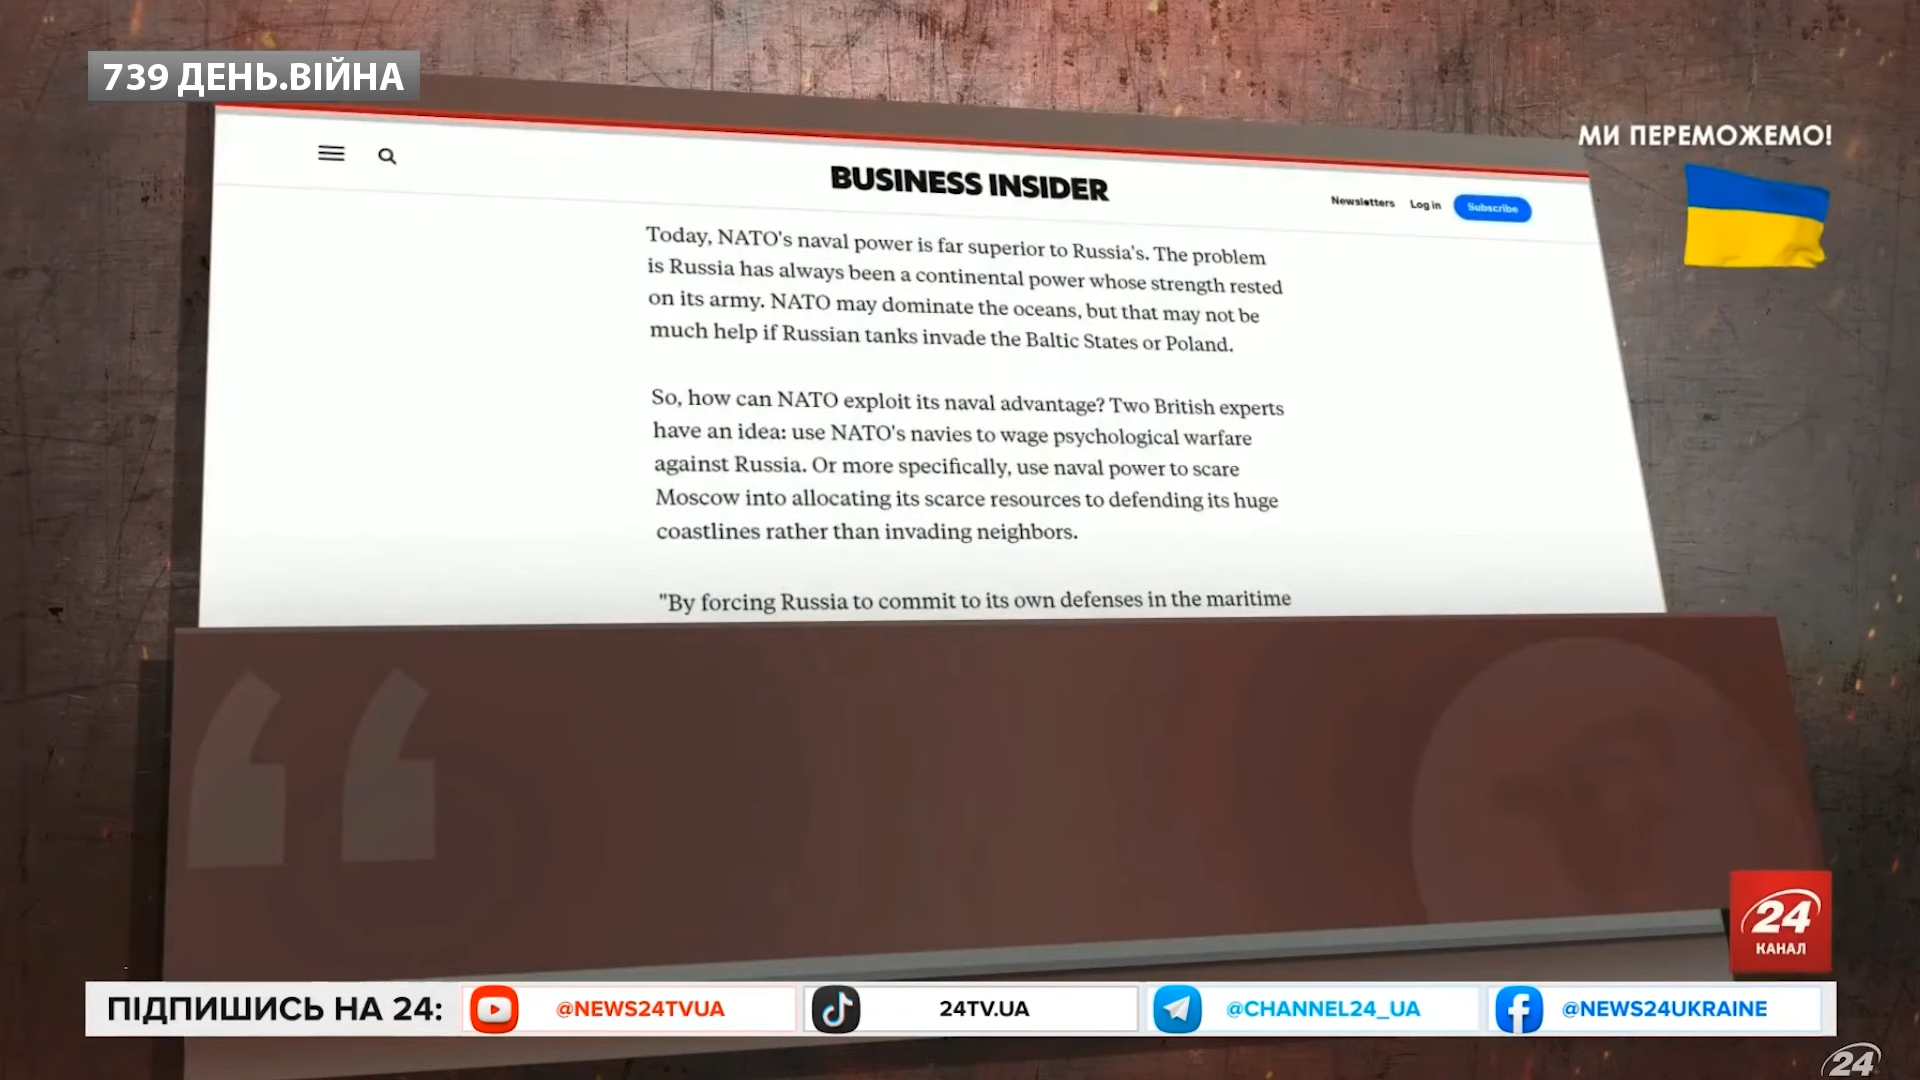 739 ДЕНЬ.ВІЙНА
МИ ПЕРЕМОЖЕМО!
BUSINESS INSIDER
Newsletters
Log in
Subscribe
Today, NATO's naval power is far superior to Russia's. The problem
is Russia has always been a continental power whose strength rested
on its army. NATO may dominate the oceans, but that may not be
much help if Russian tanks invade the Baltic States or Poland.
So, how can NATO exploit its naval advantage? Two British experts
have an idea: use NATO's navies to wage psychological warfare
against Russia. Or more specifically, use naval power to scare
Moscow into allocating its scarce resources to defending its huge
coastlines rather than invading neighbors.
"By forcing Russia to commit to its own defenses in the maritime
24
КАНАЛ
ПІДПИШИСЬ НА 24:
@NEWS24TVUA
24TV.UA
@CHANNEL24_UA
@NEWS24UKRAINE
24